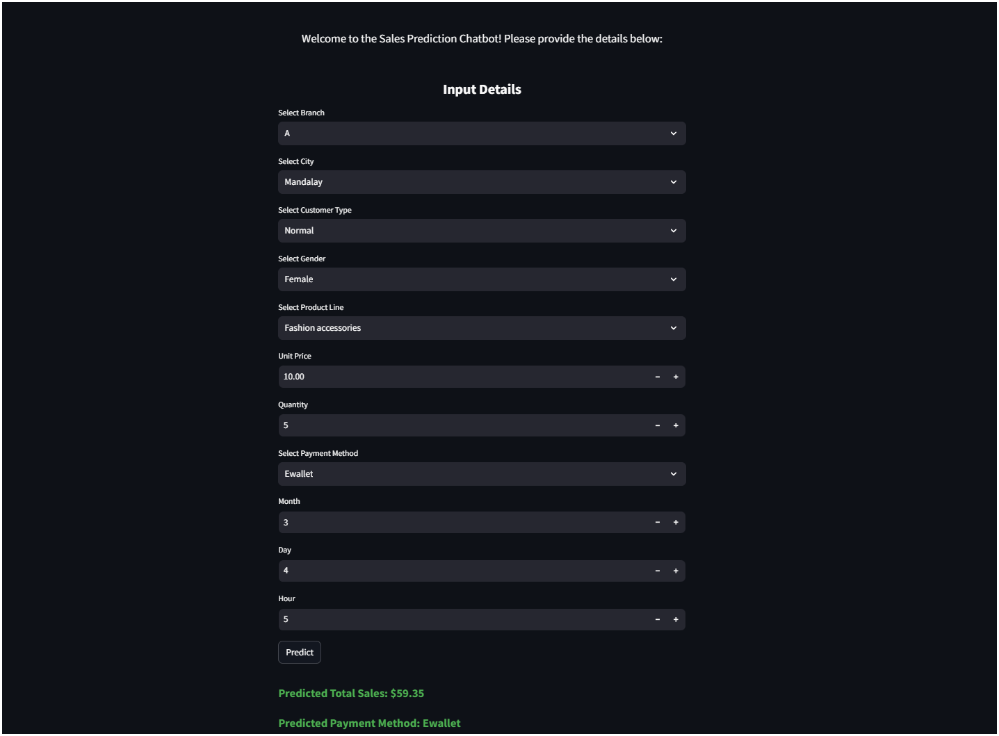 Welcome to the Sales Prediction Chatbot! Please provide the details below:
Input Details
Select Branch
A
Select City
Mandalay
Select Customer Type
Normal
Select Gender
Female
Select Product Line
Fashion accessories
Unit Price
10.00
Quantity
5
Select Payment Method
Ewallet
Month
3
Day
4
Hour
5
Predict
Predicted Total Sales: $59.35
Predicted Payment Method: Ewallet